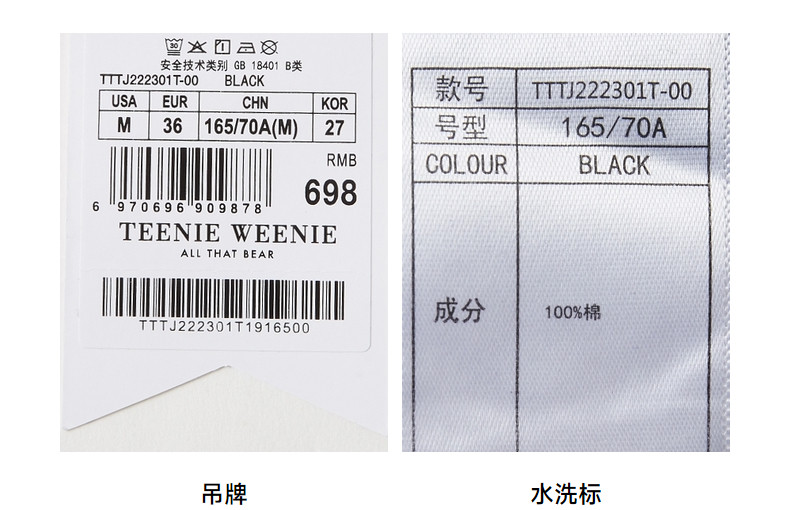 安全技术类别 GB 18401 B类
TTTJ222301T-00 BLACK
USA EUR CHN KOR
M 36 165/70A(M) 27
RMB
698
6 970696 909878
TEENIE WEENIE
ALL THAT BEAR
TTTJ222301T1916500
款号 TTTJ222301T-00
号型 165/70A
COLOUR BLACK
成分 100%棉
吊牌
水洗标